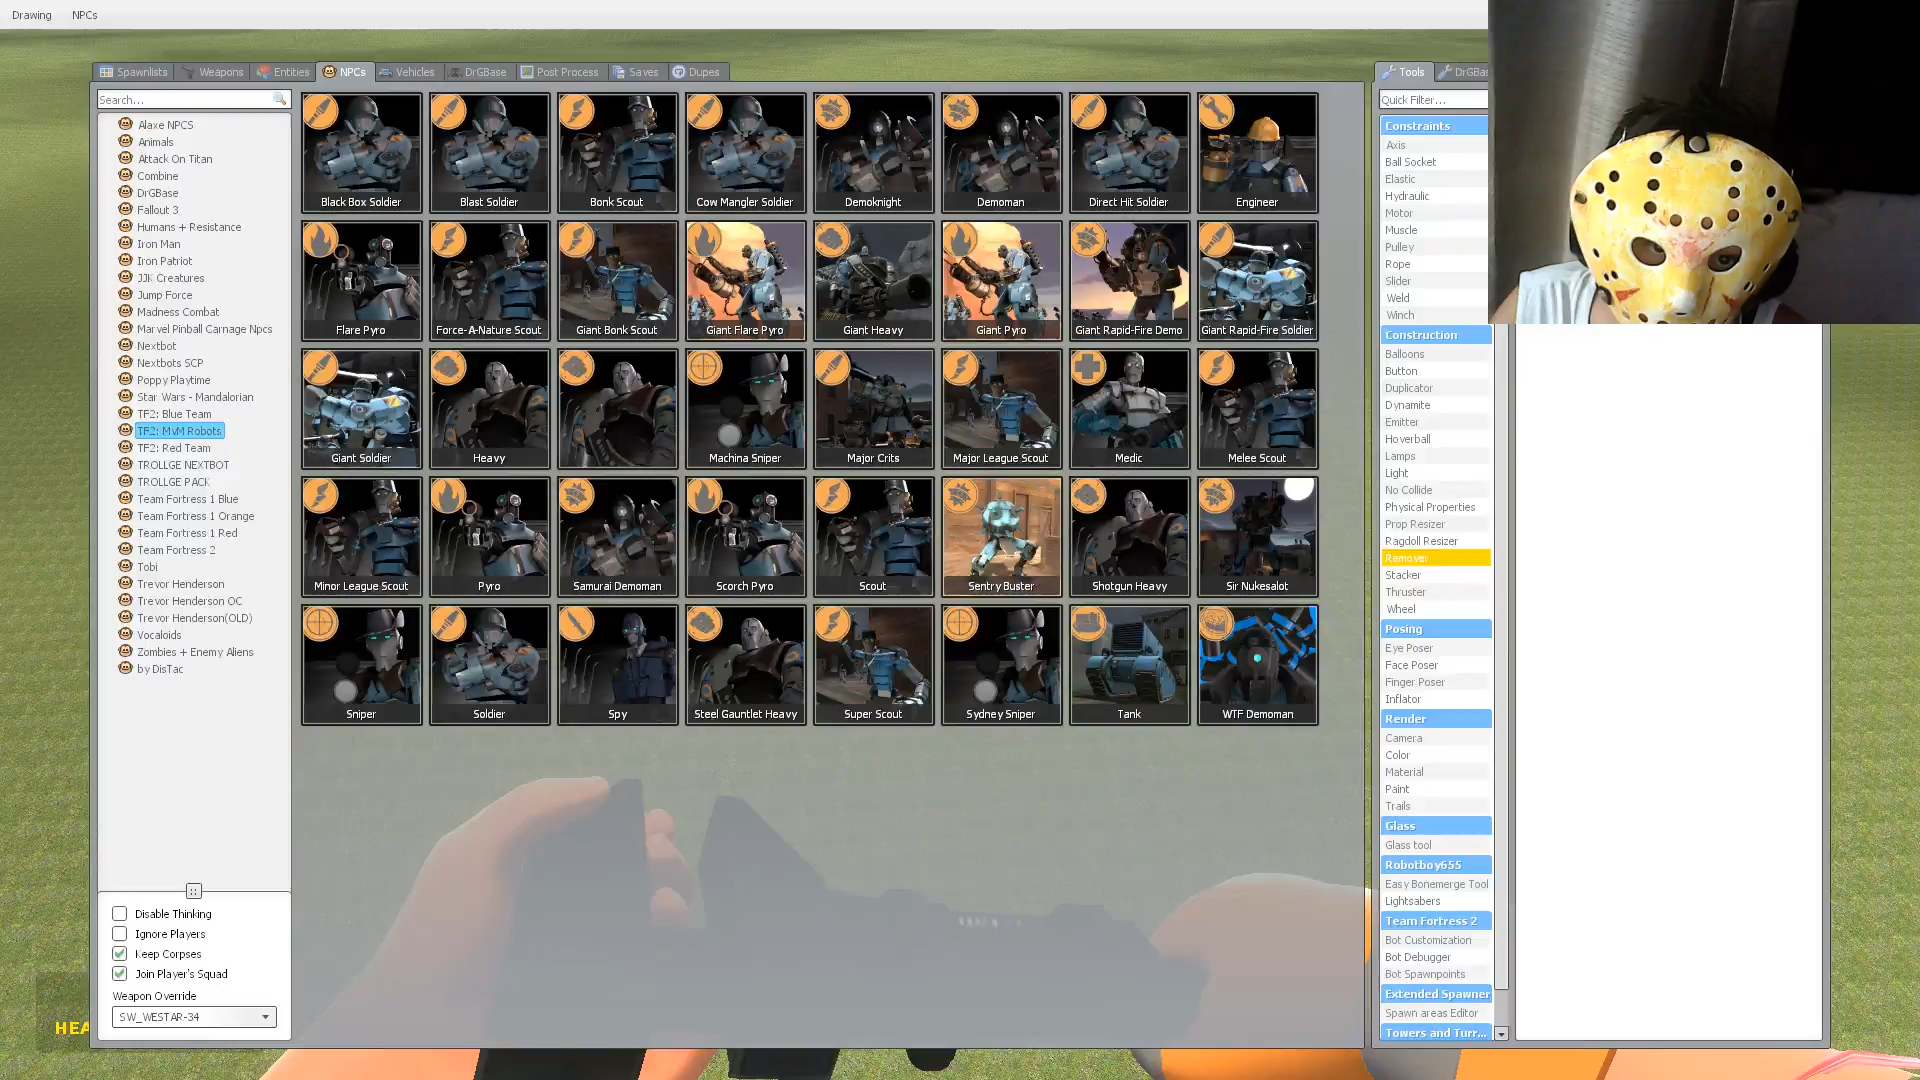 Drawing NPCs
Spawnlists Weapons Entities NPCs Vehicles DrGBase Post Process Saves Dupes
Search...
Alaxe NPCS
Animals
Attack On Titan
Combine
DrGBase
Fallout 3
Humans + Resistance
Iron Man
Iron Patriot
JJK Creatures
Jump Force
Madness Combat
Marvel Pinball Carnage Npcs
Nextbot
Nextbots SCP
Poppy Playtime
Star Wars - Mandalorian
TF2: Blue Team
TF2: MvM Robots
TF2: Red Team
TROLLGE NEXTBOT
TROLLGE PACK
Team Fortress 1 Blue
Team Fortress 1 Orange
Team Fortress 1 Red
Team Fortress 2
Tobi
Trevor Henderson
Trevor Henderson OC
Trevor Henderson(OLD)
Vocaloids
Zombies + Enemy Aliens
by DisTac
Disable Thinking
Ignore Players
Keep Corpses
Join Player's Squad
Weapon Override
SW_WESTAR-34
HEA
Black Box Soldier Blast Soldier Bonk Scout Cow Mangler Soldier Demoknight Demoman Direct Hit Soldier Engineer
Flare Pyro Force-A-Nature Scout Giant Bonk Scout Giant Flare Pyro Giant Heavy Giant Pyro Giant Rapid-Fire Demo Giant Rapid-Fire Soldier
Giant Soldier Heavy Machina Sniper Major Crits Major League Scout Medic Melee Scout
Minor League Scout Pyro Samurai Demoman Scorch Pyro Scout Sentry Buster Shotgun Heavy Sir Nukesalot
Sniper Soldier Spy Steel Gauntlet Heavy Super Scout Sydney Sniper Tank WTF Demoman
Tools DrGBas
Quick Filter...
Constraints
Axis
Ball Socket
Elastic
Hydraulic
Motor
Muscle
Pulley
Rope
Slider
Weld
Winch
Construction
Balloons
Button
Duplicator
Dynamite
Emitter
Hoverball
Lamps
Light
No Collide
Physical Properties
Prop Resizer
Ragdoll Resizer
Remover
Stacker
Thruster
Wheel
Posing
Eye Poser
Face Poser
Finger Poser
Inflator
Render
Camera
Color
Material
Paint
Trails
Glass
Glass tool
Robotboy655
Easy Bonemerge Tool
Lightsabers
Team Fortress 2
Bot Customization
Bot Debugger
Bot Spawnpoints
Extended Spawner
Spawn areas Editor
Towers and Turr...